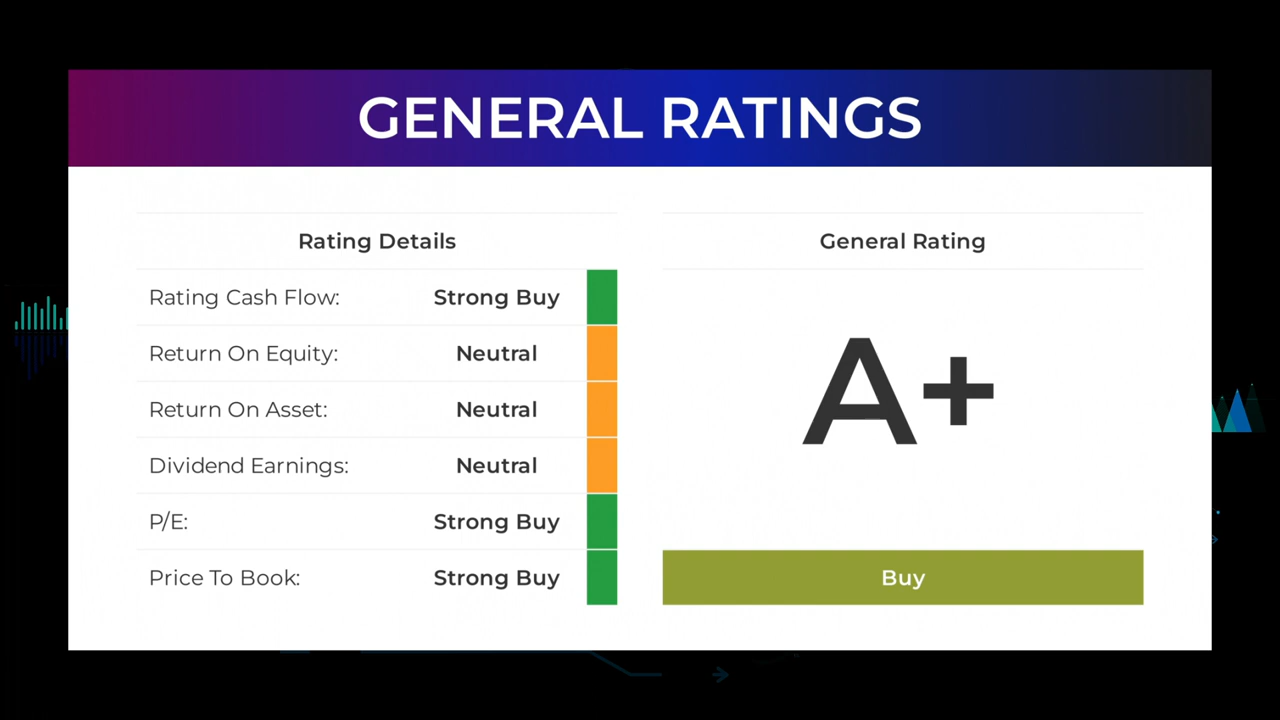 GENERAL RATINGS
Rating Details
Rating Cash Flow: Strong Buy
Return On Equity: Neutral
Return On Asset: Neutral
Dividend Earnings: Neutral
P/E: Strong Buy
Price To Book: Strong Buy
General Rating
A+
Buy